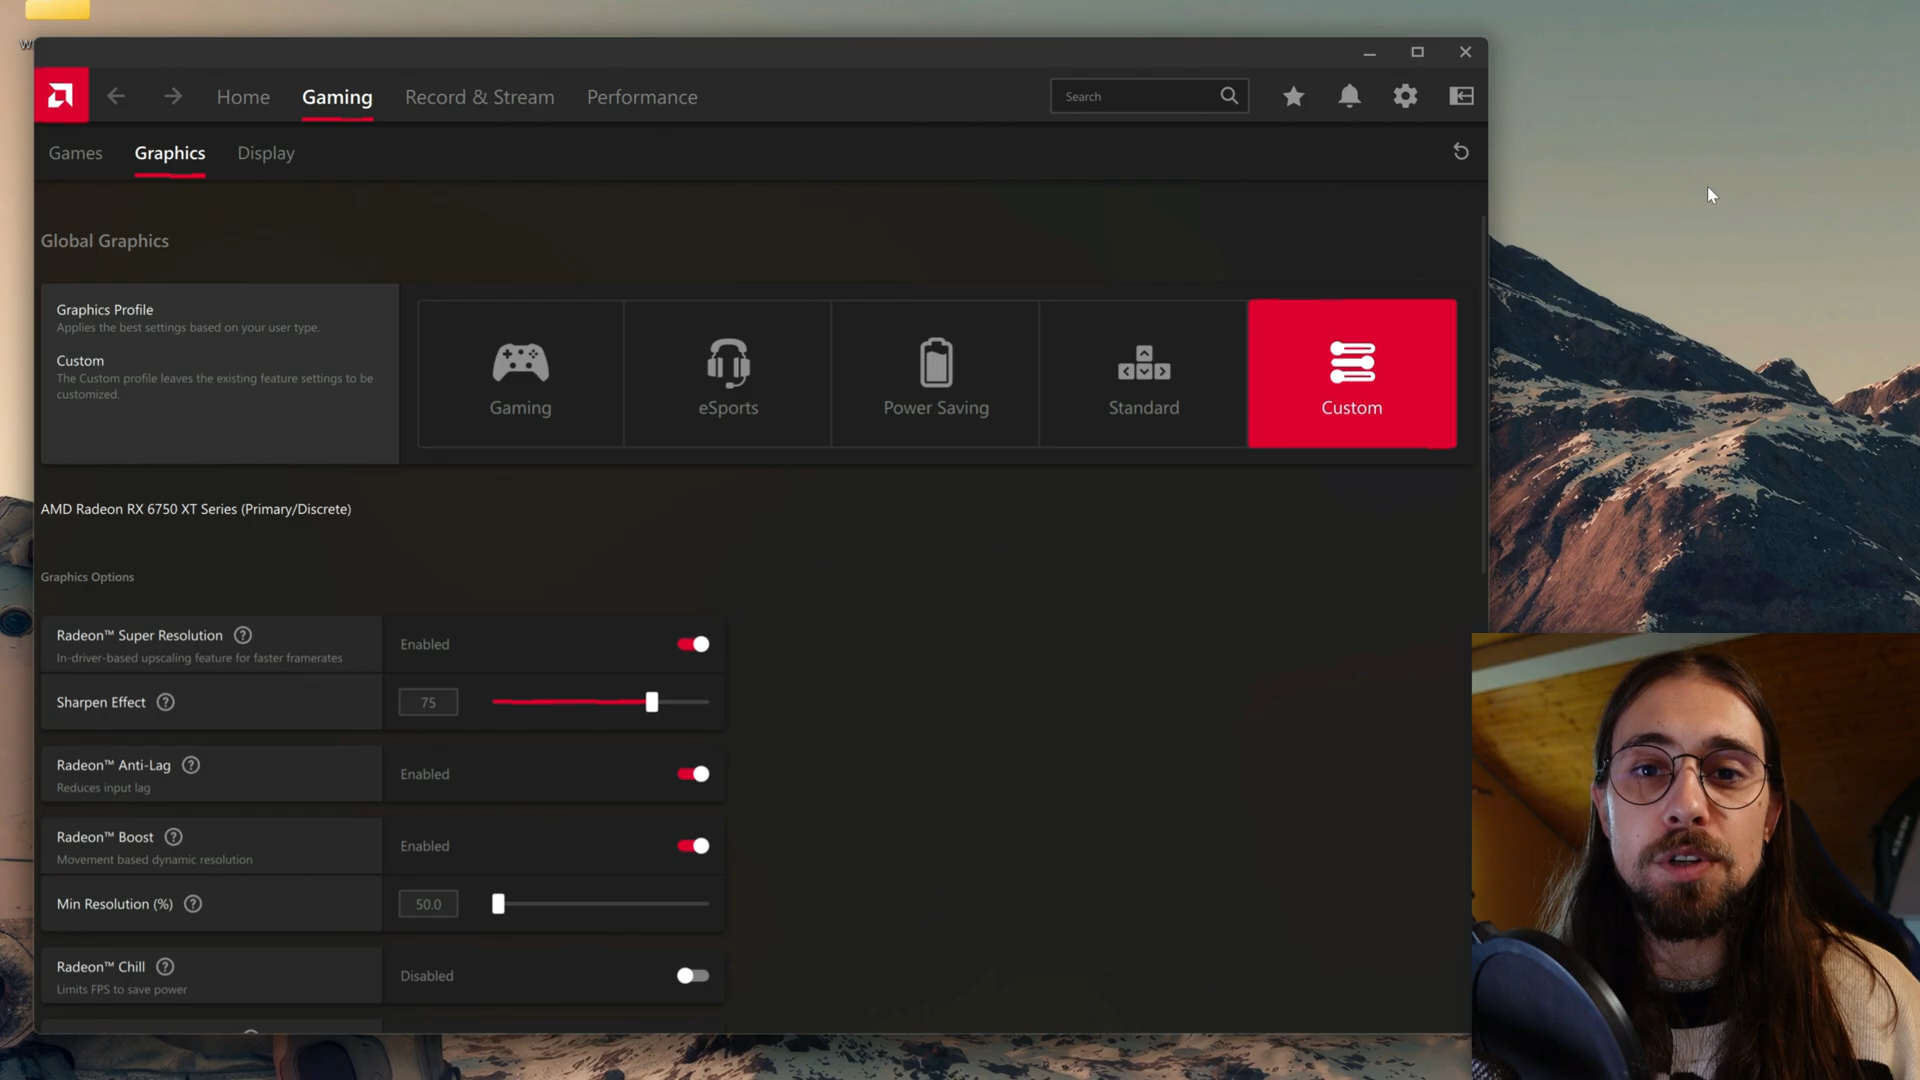 W
Home
Gaming
Record & Stream
Performance
Search
Games
Graphics
Display
Global Graphics
Graphics Profile
Applies the best settings based on your user type.
Custom
The Custom profile leaves the existing feature settings to be
customized.
Gaming
eSports
Power Saving
Standard
Custom
AMD Radeon RX 6750 XT Series (Primary/Discrete)
Graphics Options
Radeon™ Super Resolution ?
In-driver-based upscaling feature for faster framerates
Enabled
Sharpen Effect ?
75
Radeon™ Anti-Lag ?
Reduces input lag
Enabled
Radeon™ Boost ?
Movement based dynamic resolution
Enabled
Min Resolution (%) ?
50.0
Radeon™ Chill ?
Limits FPS to save power
Disabled